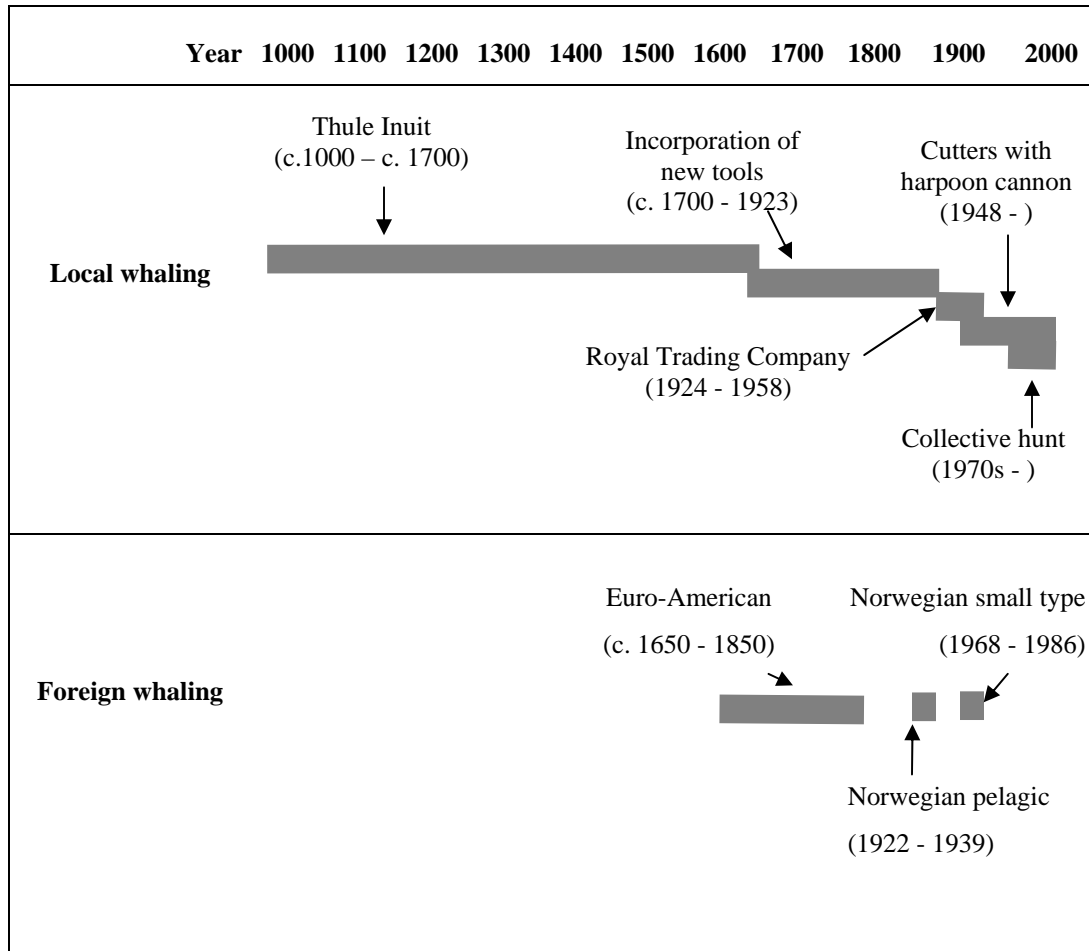 Year 1000 1100 1200 1300 1400 1500 1600 1700 1800 1900 2000
Thule Inuit
(c.1000 – c. 1700)
Incorporation of
new tools
(c. 1700 - 1923)
Cutters with
harpoon cannon
(1948 - )
Local whaling
Royal Trading Company
(1924 - 1958)
Collective hunt
(1970s - )
Euro-American
(c. 1650 - 1850)
Norwegian small type
(1968 - 1986)
Foreign whaling
Norwegian pelagic
(1922 - 1939)